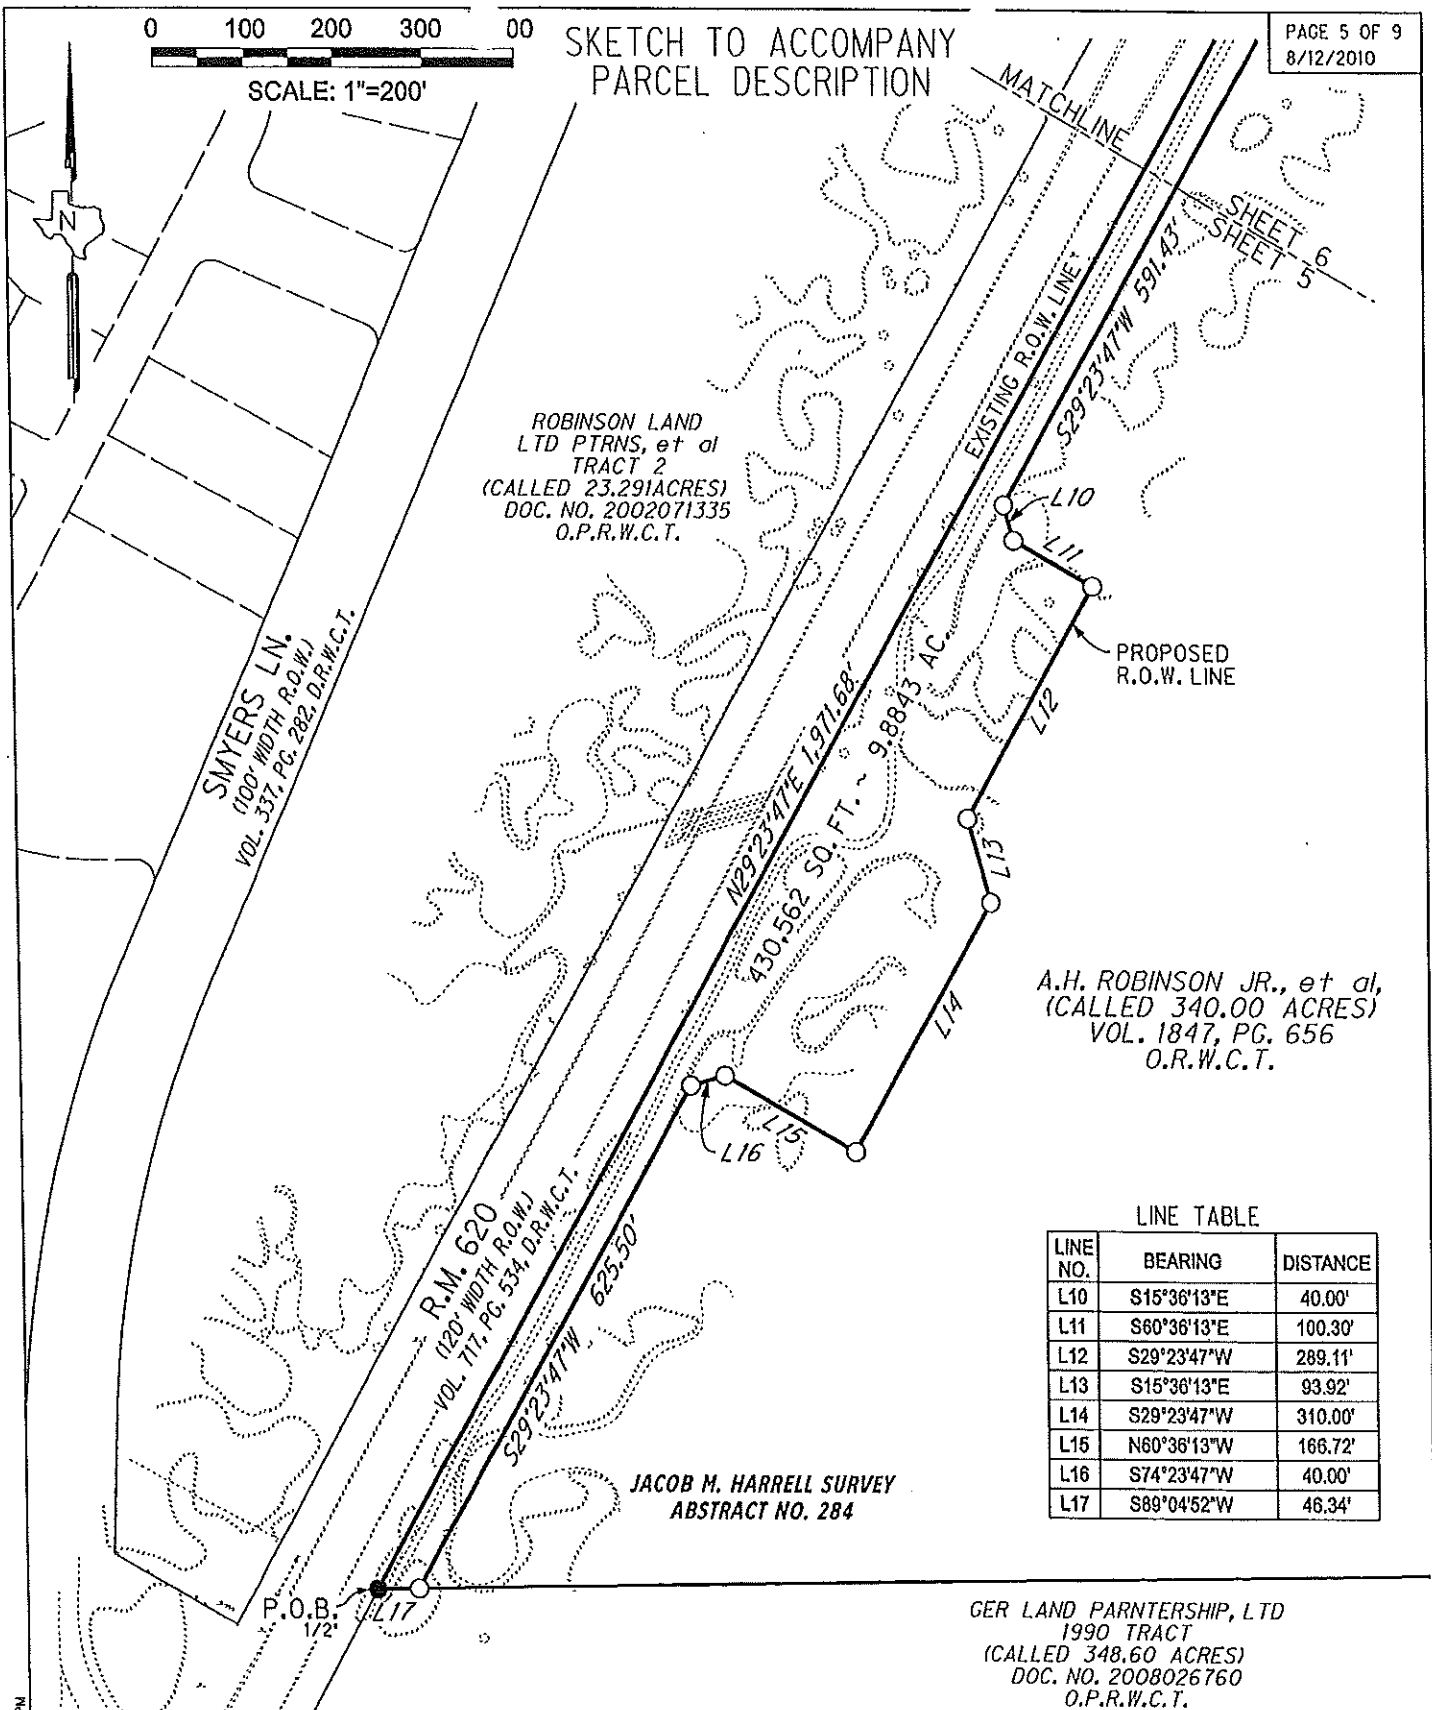 0 100 200 300 00
SCALE: 1"=200'
SKETCH TO ACCOMPANY
PARCEL DESCRIPTION
PAGE 5 OF 9
8/12/2010
MATCHLINE
SHEET 6
SHEET 5
N
EXISTING R.O.W. LINE
S29°23'47"W 591.43'
ROBINSON LAND
LTD PTRNS, et al
TRACT 2
(CALLED 23.291ACRES)
DOC. NO. 2002071335
O.P.R.W.C.T.
L10
L11
PROPOSED
R.O.W. LINE
L12
SMYERS LN.
(100' WIDTH R.O.W.)
VOL. 337, PG. 282, D.R.W.C.T.
N29°23'47"E 1,971.68'
430,562 SQ. FT. ~ 9.8843 AC.
L13
L14
A.H. ROBINSON JR., et al,
(CALLED 340.00 ACRES)
VOL. 1847, PG. 656
O.R.W.C.T.
L15
L16
R.M. 620
(120' WIDTH R.O.W.)
VOL. 717, PG. 534, D.R.W.C.T.
S29°23'47"W 625.50'
LINE TABLE
LINE NO. BEARING DISTANCE
L10 S15°36'13"E 40.00'
L11 S60°36'13"E 100.30'
L12 S29°23'47"W 289.11'
L13 S15°36'13"E 93.92'
L14 S29°23'47"W 310.00'
L15 N60°36'13"W 166.72'
L16 S74°23'47"W 40.00'
L17 S89°04'52"W 46.34'
JACOB M. HARRELL SURVEY
ABSTRACT NO. 284
P.O.B.
1/2"
L17
GER LAND PARNTERSHIP, LTD
1990 TRACT
(CALLED 348.60 ACRES)
DOC. NO. 2008026760
O.P.R.W.C.T.
PM